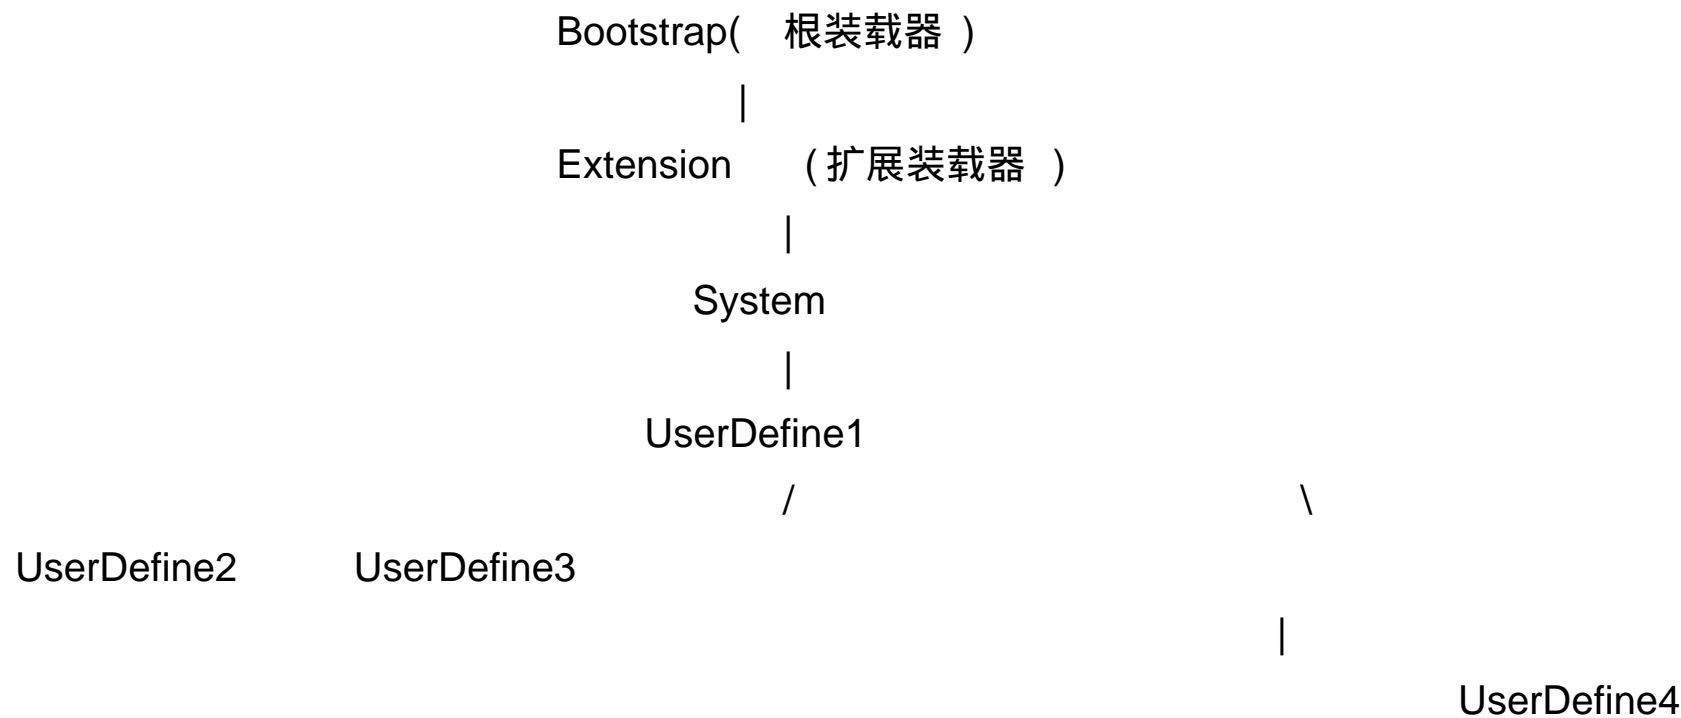 Bootstrap( 根装载器 )
|
Extension (扩展装载器 )
|
System
|
UserDefine1
/ \
UserDefine2 UserDefine3
|
UserDefine4